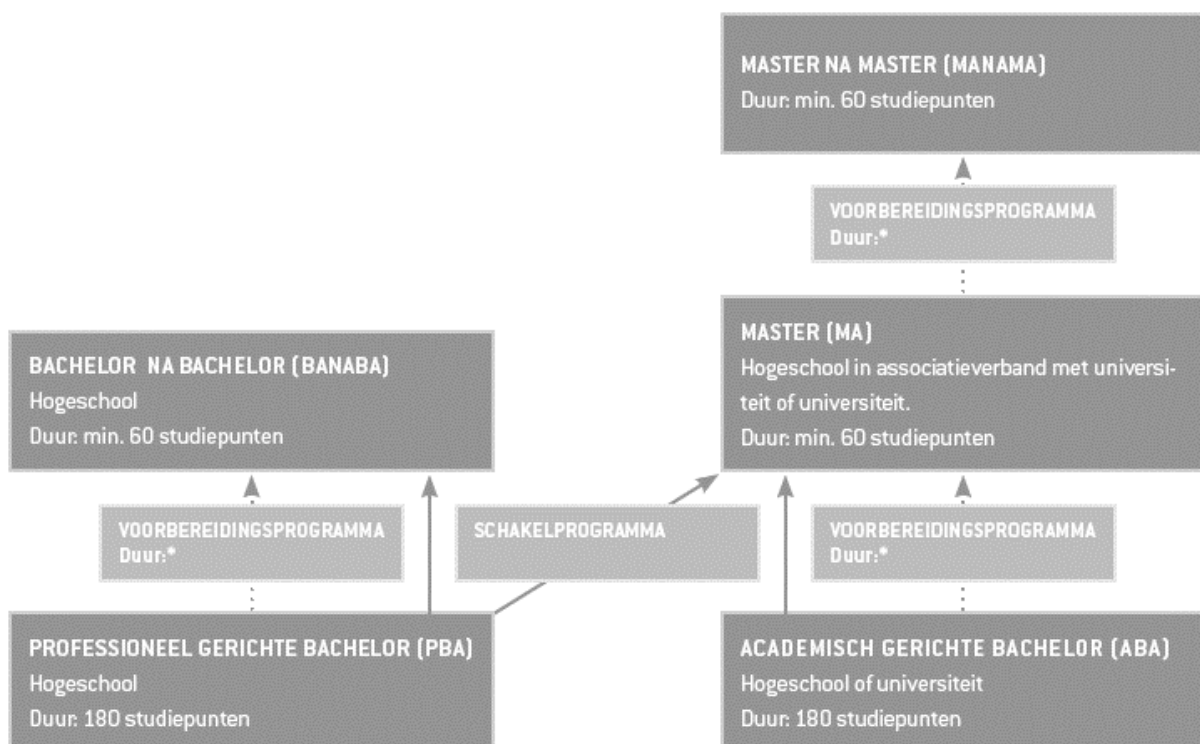 MASTER NA MASTER (MANAMA)
Duur: min. 60 studiepunten
VOORBEREIDINGSPROGRAMMA
Duur:*
MASTER (MA)
Hogeschool in associatieverband met universi-
teit of universiteit.
Duur: min. 60 studiepunten
BACHELOR NA BACHELOR (BANABA)
Hogeschool
Duur: min. 60 studiepunten
VOORBEREIDINGSPROGRAMMA
Duur:*
SCHAKELPROGRAMMA
VOORBEREIDINGSPROGRAMMA
Duur:*
PROFESSIONEEL GERICHTE BACHELOR (PBA)
Hogeschool
Duur: 180 studiepunten
ACADEMISCH GERICHTE BACHELOR (ABA)
Hogeschool of universiteit
Duur: 180 studiepunten